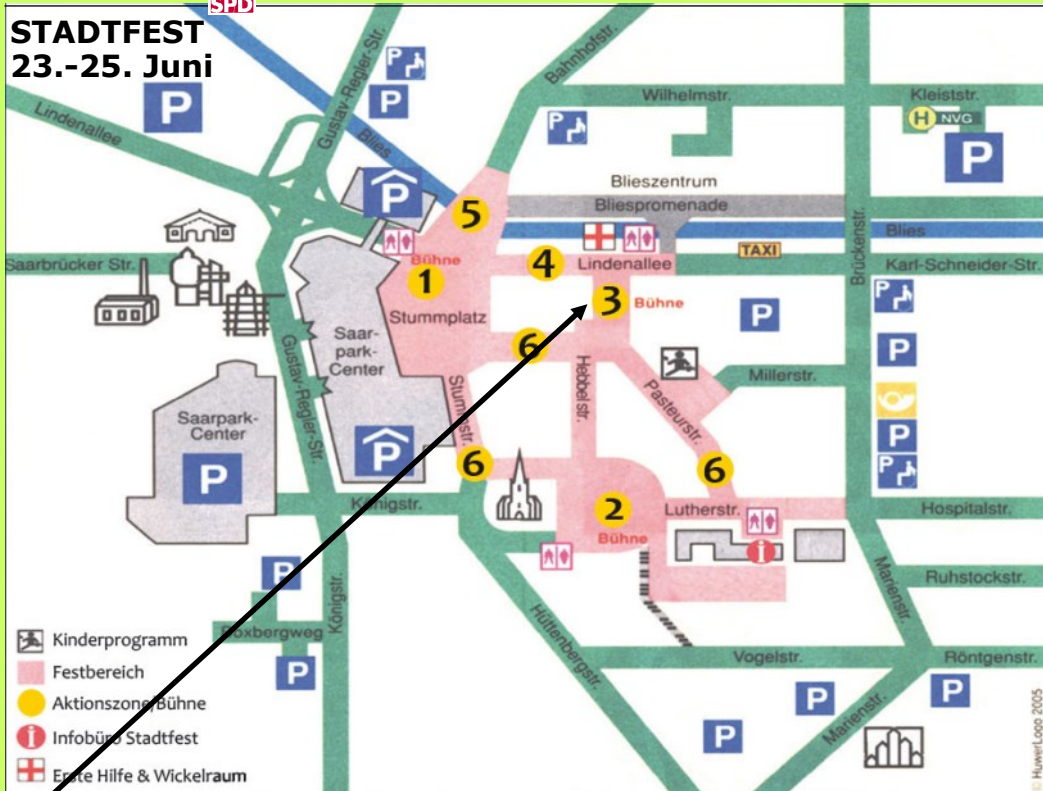 SPD
STADTFEST
23.-25. Juni
Lindenallee
P
Gustav-Regler-Str.
P
P
Blies
Bahnhofstr.
Wilhelmstr.
P
Kleiststr.
H NVG
P
Blieszentrum
Bliespromenade
Blies
P
5
Bühne
1
4
Lindenallee
TAXI
Brückenstr.
Karl-Schneider-Str.
Saarbrücker Str.
Stummplatz
3
Bühne
P
P
P
Saar-
park-
Center
Gustav-Regler-Str.
6
Hebbelstr.
Pasteurstr.
Millerstr.
Stummstr.
Saarpark-
Center
P
P
6
6
P
P
Königstr.
2
Bühne
Lutherstr.
Hospitalstr.
i
P
Königstr.
Boxbergweg
P
Hüttenbergstr.
Marienstr.
Ruhstockstr.
Vogelstr.
Röntgenstr.
P
P
P
Marienstr.
Kinderprogramm
Festbereich
Aktionszone/Bühne
i Infobüro Stadtfest
Erste Hilfe & Wickelraum
© HuwerLogo 2005